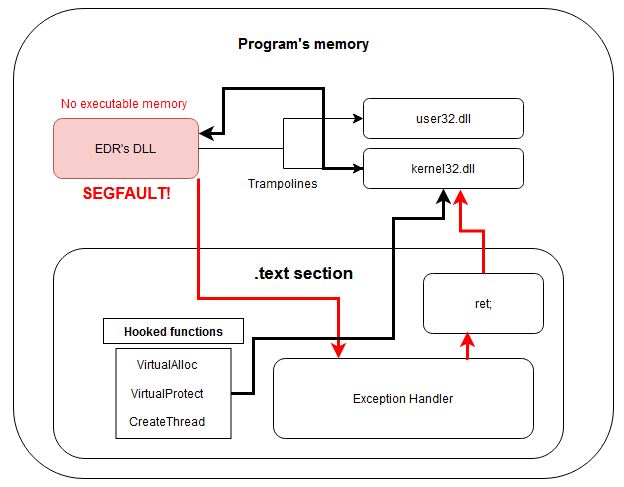 Program's memory
No executable memory
EDR's DLL
SEGFAULT!
Trampolines
user32.dll
kernel32.dll
.text section
Hooked functions
VirtualAlloc
VirtualProtect
CreateThread
ret;
Exception Handler